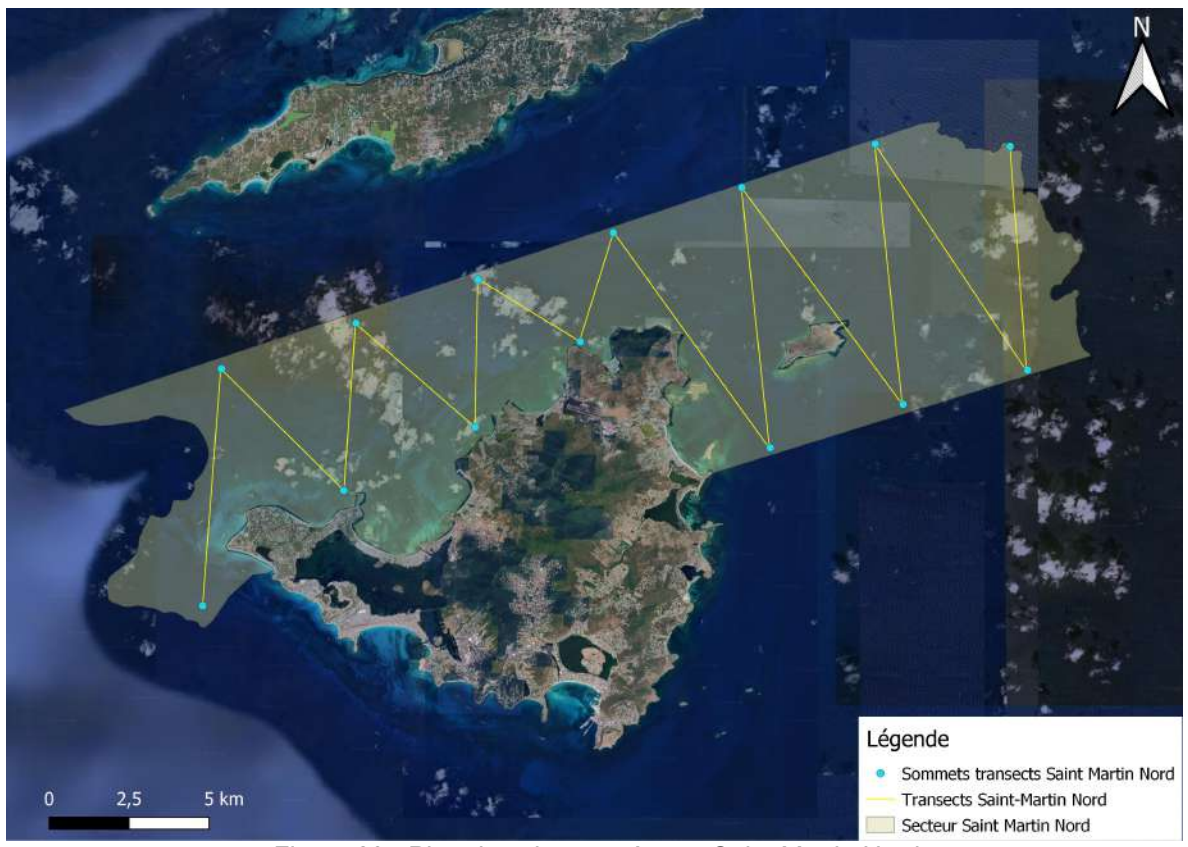 N
Légende
Sommets transects Saint Martin Nord
Transects Saint-Martin Nord
Secteur Saint Martin Nord
0 2,5 5 km